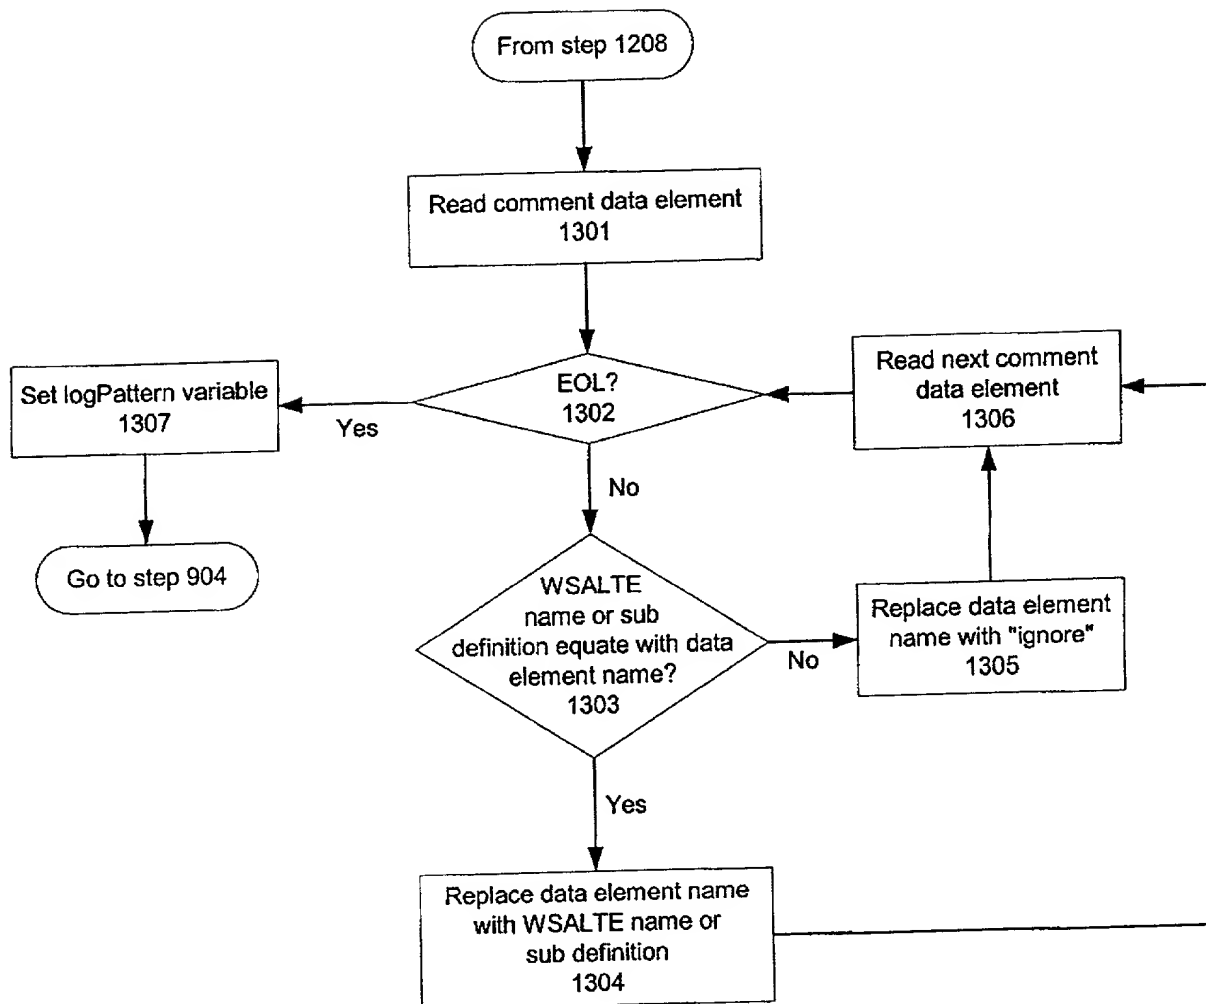 From step 1208
Read comment data element
1301
EOL?
1302
Yes
No
Set logPattern variable
1307
Go to step 904
Read next comment
data element
1306
WSALTE
name or sub
definition equate with data
element name?
1303
No
Yes
Replace data element
name with "ignore"
1305
Replace data element name
with WSALTE name or
sub definition
1304